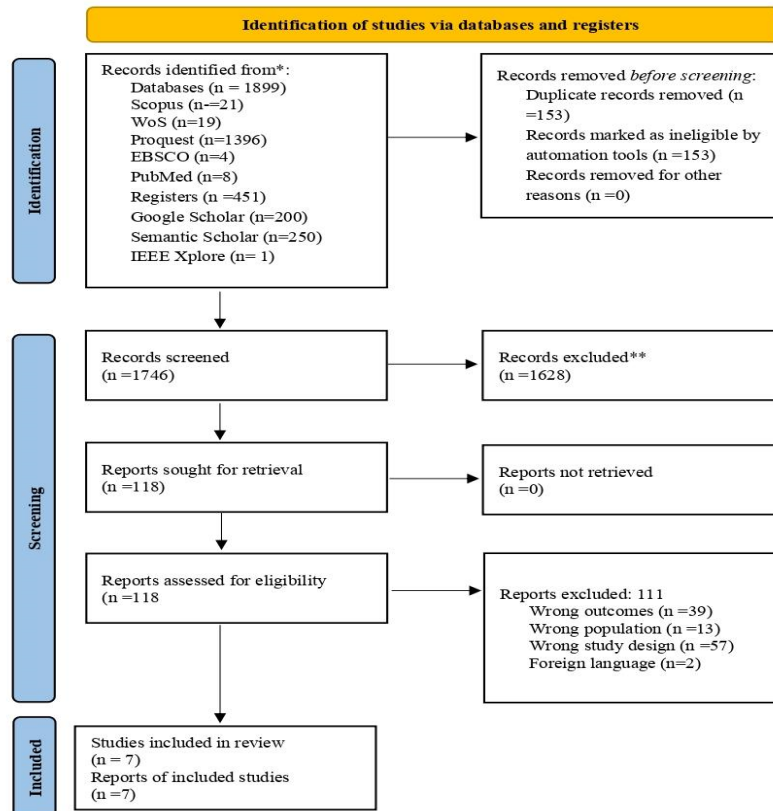 Identification of studies via databases and registers
Identification
Records identified from*:
Databases (n = 1899)
Scopus (n-=21)
WoS (n=19)
Proquest (n=1396)
EBSCO (n=4)
PubMed (n=8)
Registers (n =451)
Google Scholar (n=200)
Semantic Scholar (n=250)
IEEE Xplore (n= 1)
Records removed before screening:
Duplicate records removed (n
=153)
Records marked as ineligible by
automation tools (n =153)
Records removed for other
reasons (n =0)
Screening
Records screened
(n =1746)
Records excluded**
(n =1628)
Reports sought for retrieval
(n =118)
Reports not retrieved
(n =0)
Reports assessed for eligibility
(n =118
Reports excluded: 111
Wrong outcomes (n =39)
Wrong population (n =13)
Wrong study design (n =57)
Foreign language (n=2)
Included
Studies included in review
(n = 7)
Reports of included studies
(n =7)